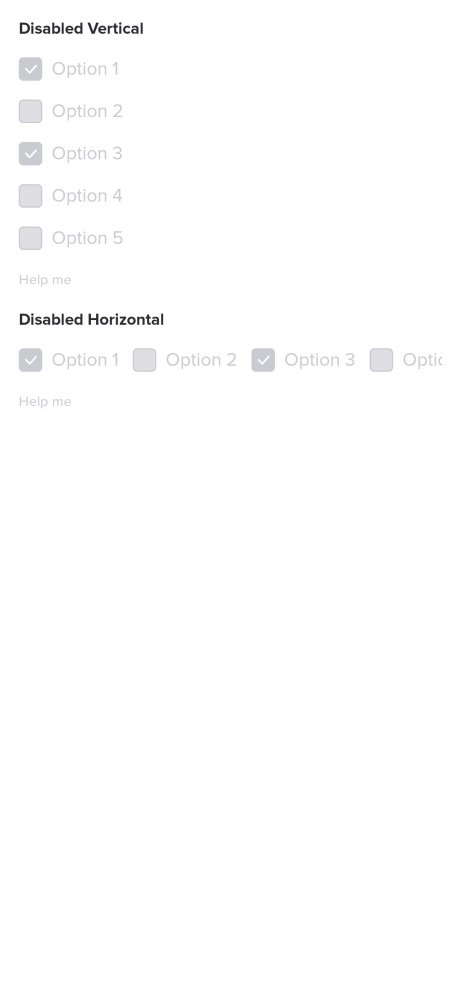 Disabled Vertical
Option 1
Option 2
Option 3
Option 4
Option 5
Help me
Disabled Horizontal
Option 1 Option 2 Option 3
Help me